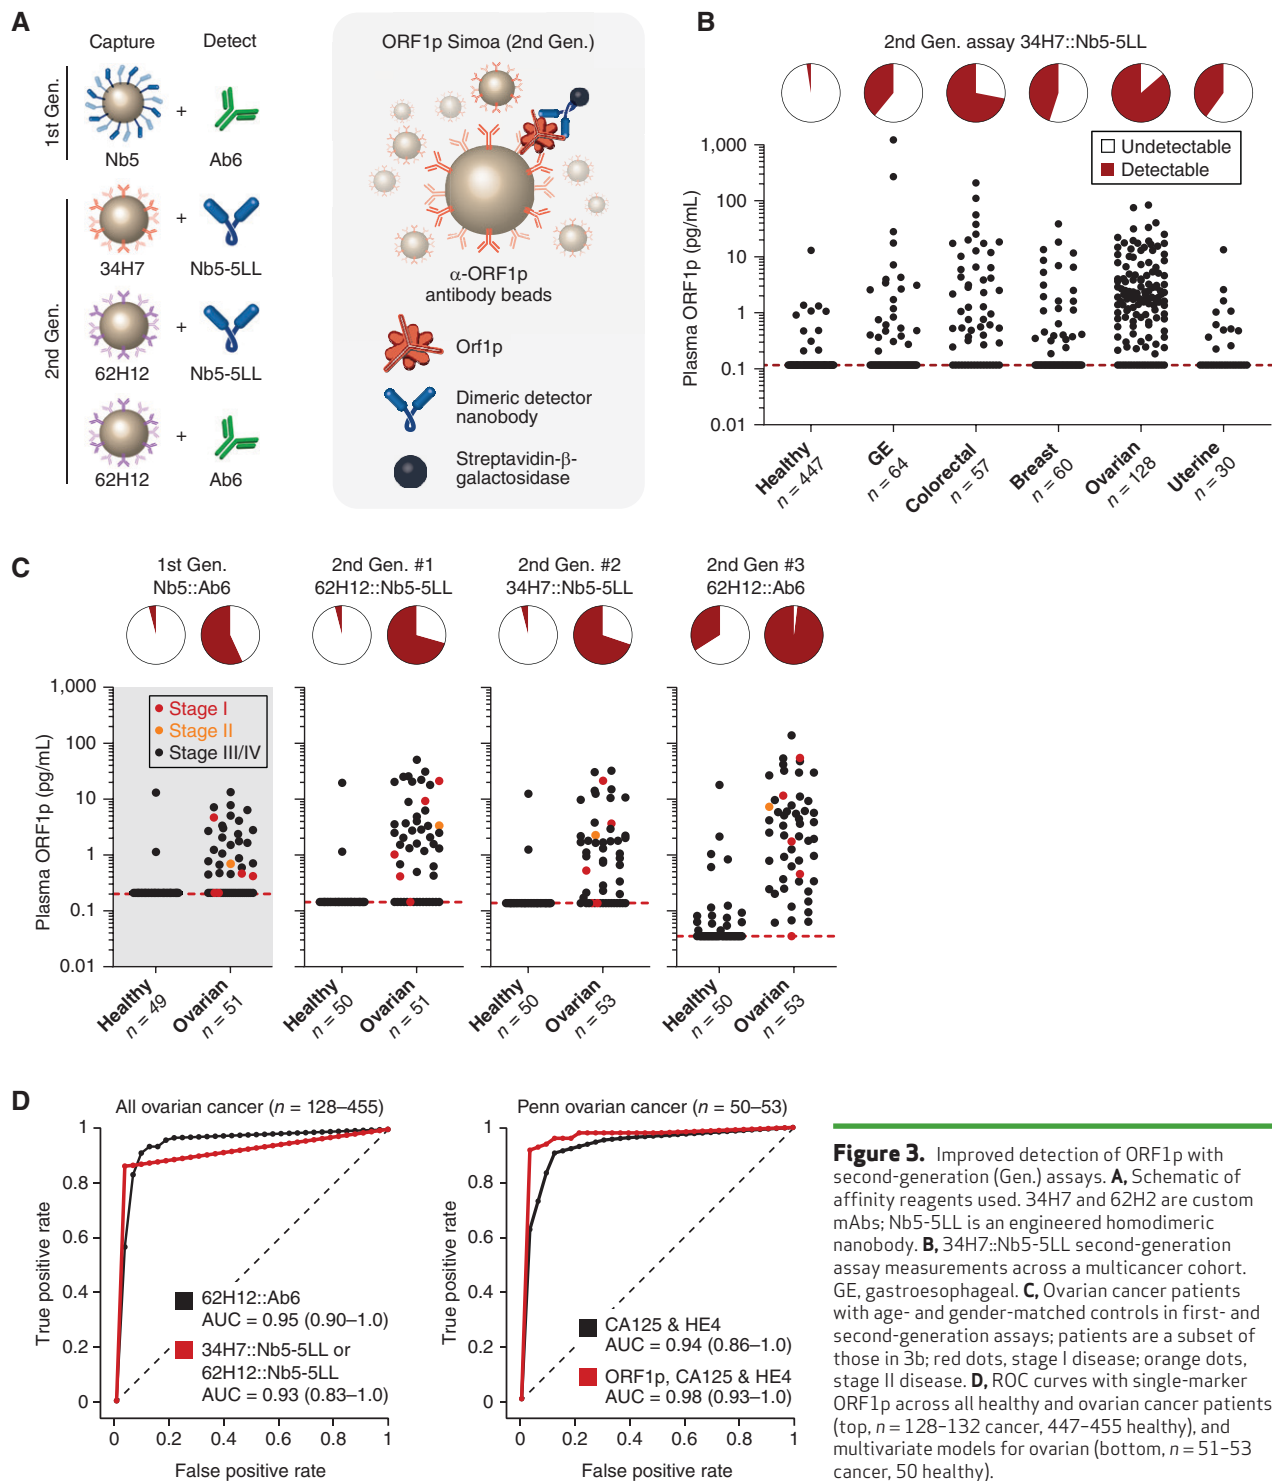 A
Capture Detect
1st Gen.
+
Nb5 Ab6
2nd Gen.
+
34H7 Nb5-5LL
+
62H12 Nb5-5LL
+
62H12 Ab6
ORF1p Simoa (2nd Gen.)
α-ORF1p
antibody beads
Orf1p
Dimeric detector
nanobody
Streptavidin-β-
galactosidase
B
2nd Gen. assay 34H7::Nb5-5LL
Undetectable
Detectable
Plasma ORF1p (pg/mL)
1,000
100
10
1
0.1
0.01
Healthy
n = 447
GE
n = 64
Colorectal
n = 57
Breast
n = 60
Ovarian
n = 128
Uterine
n = 30
C
1st Gen.
Nb5::Ab6
2nd Gen. #1
62H12::Nb5-5LL
2nd Gen. #2
34H7::Nb5-5LL
2nd Gen #3
62H12::Ab6
Plasma ORF1p (pg/mL)
1,000
100
10
1
0.1
0.01
Stage I
Stage II
Stage III/IV
Healthy
n = 49
Ovarian
n = 51
Healthy
n = 50
Ovarian
n = 51
Healthy
n = 50
Ovarian
n = 53
Healthy
n = 50
Ovarian
n = 53
D
All ovarian cancer (n = 128–455)
True positive rate
1
0.8
0.6
0.4
0.2
0
62H12::Ab6
AUC = 0.95 (0.90–1.0)
34H7::Nb5-5LL or
62H12::Nb5-5LL
AUC = 0.93 (0.83–1.0)
0 0.2 0.4 0.6 0.8 1
False positive rate
Penn ovarian cancer (n = 50–53)
True positive rate
1
0.8
0.6
0.4
0.2
0
CA125 & HE4
AUC = 0.94 (0.86–1.0)
ORF1p, CA125 & HE4
AUC = 0.98 (0.93–1.0)
0 0.2 0.4 0.6 0.8 1
False positive rate
Figure 3. Improved detection of ORF1p with
second-generation (Gen.) assays. A, Schematic of
affinity reagents used. 34H7 and 62H2 are custom
mAbs; Nb5-5LL is an engineered homodimeric
nanobody. B, 34H7::Nb5-5LL second-generation
assay measurements across a multicancer cohort.
GE, gastroesophageal. C, Ovarian cancer patients
with age- and gender-matched controls in first- and
second-generation assays; patients are a subset of
those in 3b; red dots, stage I disease; orange dots,
stage II disease. D, ROC curves with single-marker
ORF1p across all healthy and ovarian cancer patients
(top, n = 128–132 cancer, 447–455 healthy), and
multivariate models for ovarian (bottom, n = 51–53
cancer, 50 healthy).